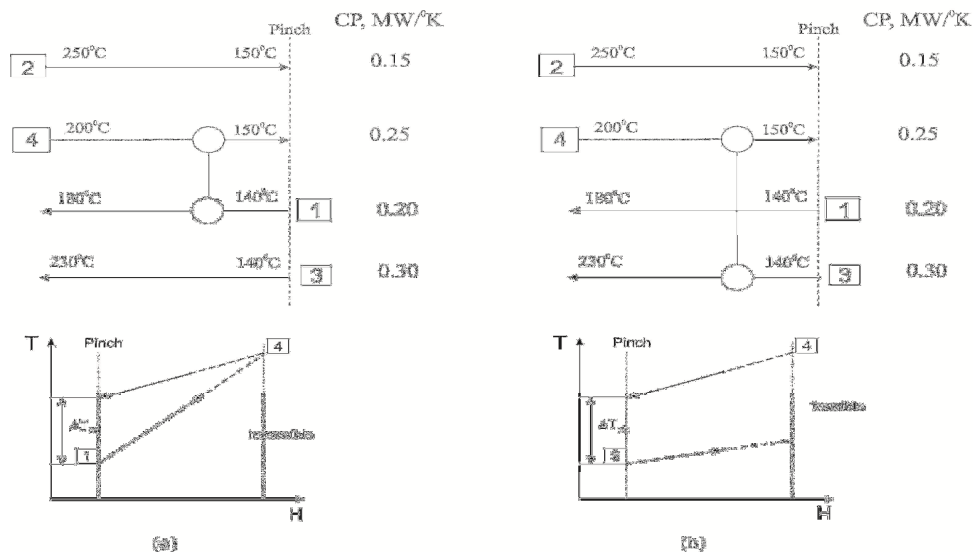 CP, MW/°K
Pinch
2 250°C 150°C 0.15
4 200°C 150°C 0.25
180°C 140°C 1 0.20
230°C 140°C 3 0.30
T Pinch 4
1
H
(a)
CP, MW/°K
Pinch
2 250°C 150°C 0.15
4 200°C 150°C 0.25
180°C 140°C 1 0.20
230°C 140°C 3 0.30
T Pinch 4
H
(b)